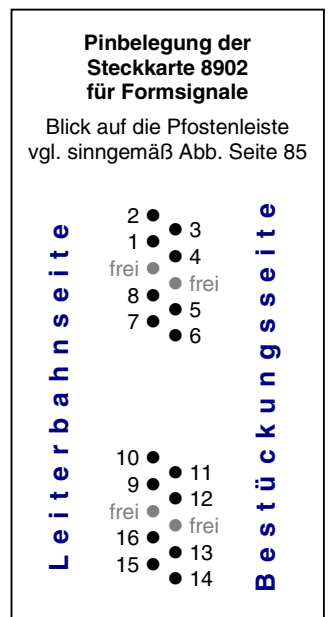 Pinbelegung der
Steckkarte 8902
für Formsignale
Blick auf die Pfostenleiste
vgl. sinngemäß Abb. Seite 85
Leiterbahnseite
2
3
1
4
frei
frei
8
5
7
6
10
11
9
12
frei
frei
16
13
15
14
Bestückungsseite